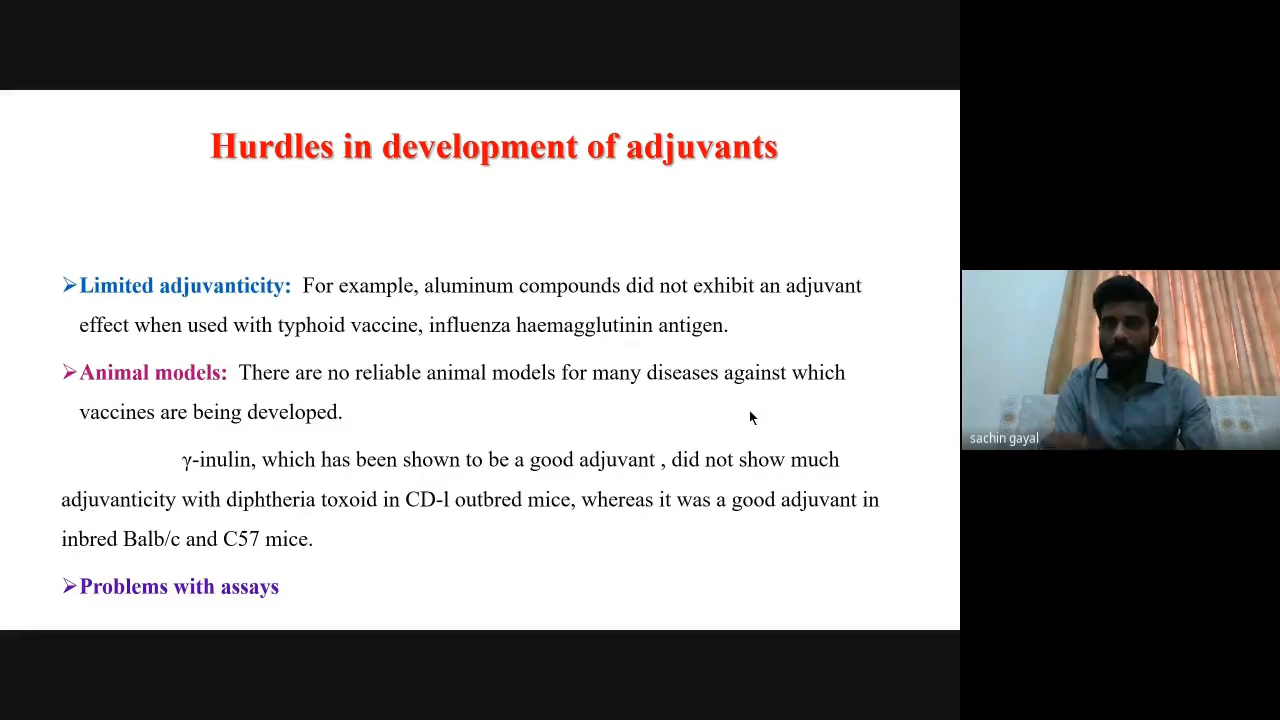 Hurdles in development of adjuvants
➢Limited adjuvanticity: For example, aluminum compounds did not exhibit an adjuvant
effect when used with typhoid vaccine, influenza haemagglutinin antigen.
➢Animal models: There are no reliable animal models for many diseases against which
vaccines are being developed.
γ-inulin, which has been shown to be a good adjuvant , did not show much
adjuvanticity with diphtheria toxoid in CD-l outbred mice, whereas it was a good adjuvant in
inbred Balb/c and C57 mice.
➢Problems with assays
sachin gayal